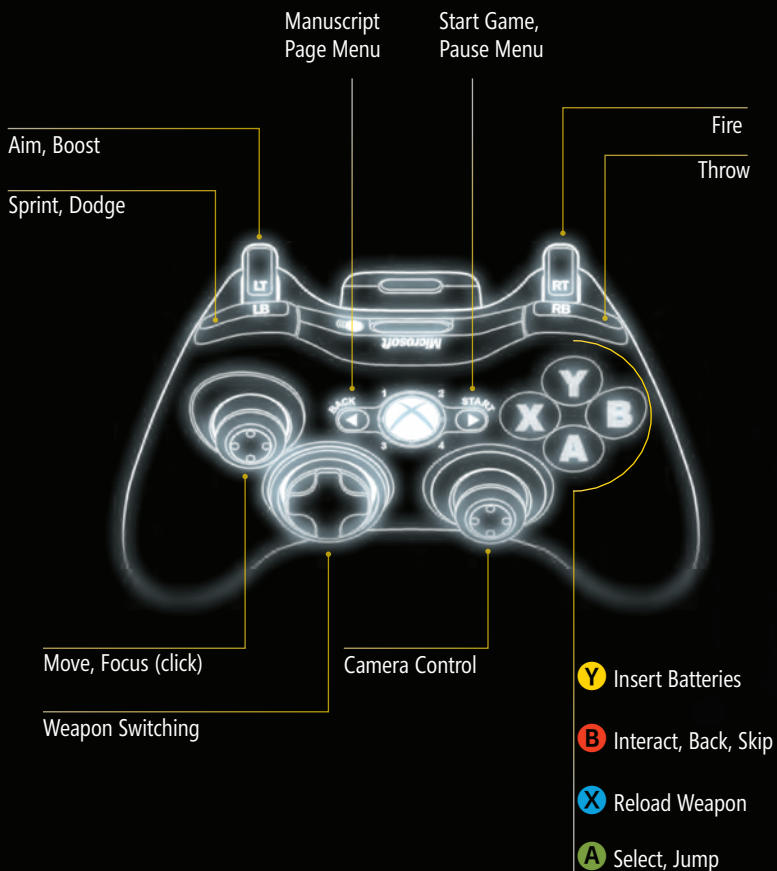 Manuscript
Page Menu
Start Game,
Pause Menu
Aim, Boost
Fire
Sprint, Dodge
Throw
LT
RT
LB
RB
Microsoft
1
2
BACK
START
3
4
Y
X
B
A
Move, Focus (click)
Camera Control
Weapon Switching
Y Insert Batteries
B Interact, Back, Skip
X Reload Weapon
A Select, Jump